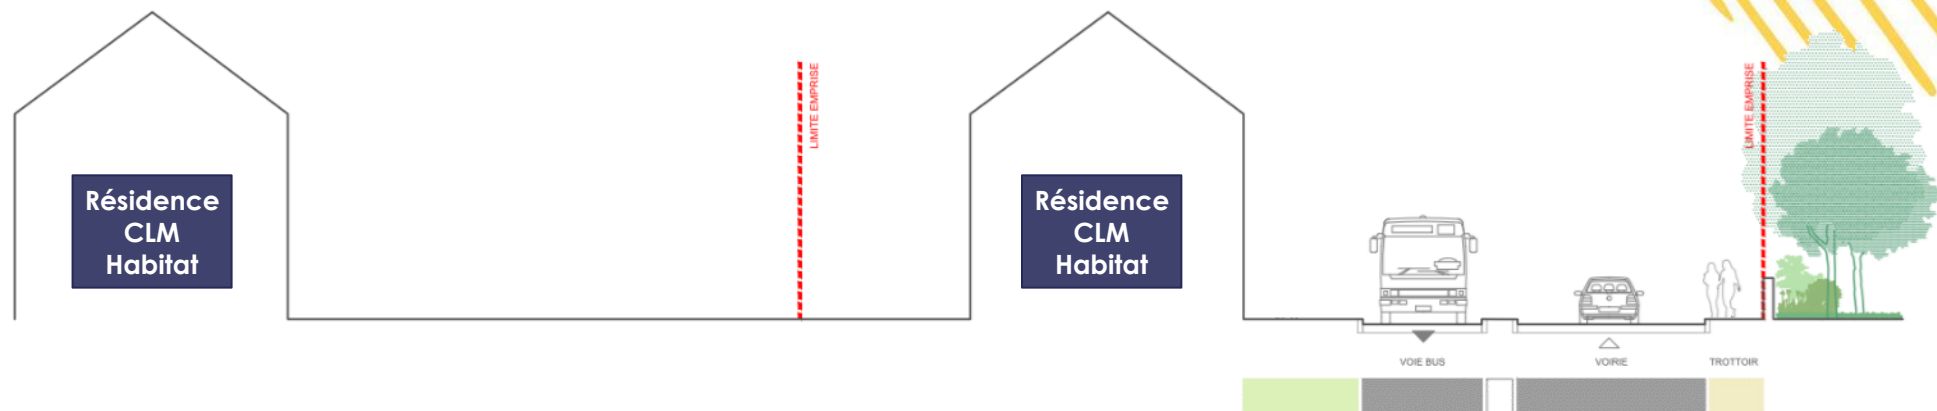 LIMITE EMPRISE
LIMITE EMPRISE
Résidence
CLM
Habitat
Résidence
CLM
Habitat
VOIE BUS
VOIRIE
TROTTOIR